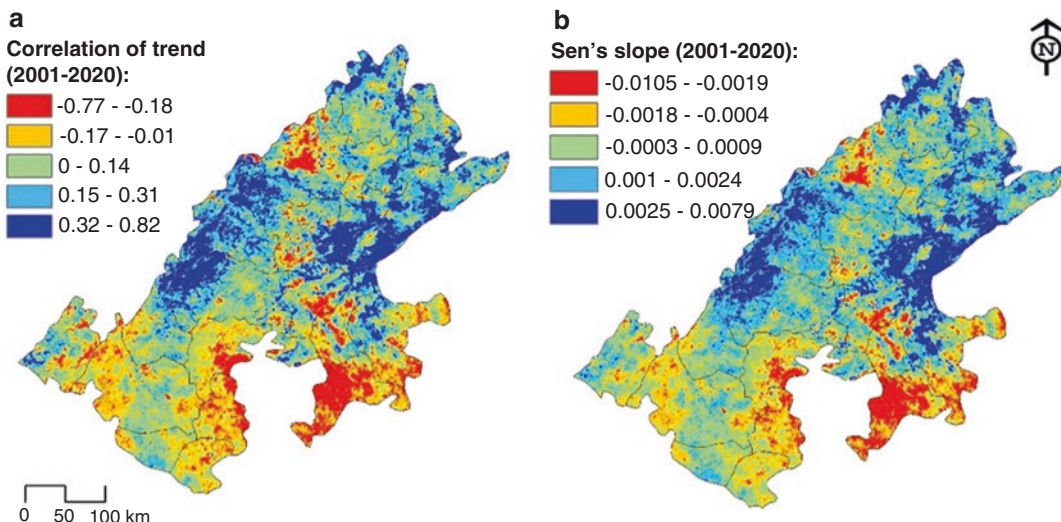 a
Correlation of trend
(2001-2020):
-0.77 - -0.18
-0.17 - -0.01
0 - 0.14
0.15 - 0.31
0.32 - 0.82
0 50 100 km
b
Sen's slope (2001-2020):
-0.0105 - -0.0019
-0.0018 - -0.0004
-0.0003 - 0.0009
0.001 - 0.0024
0.0025 - 0.0079
N